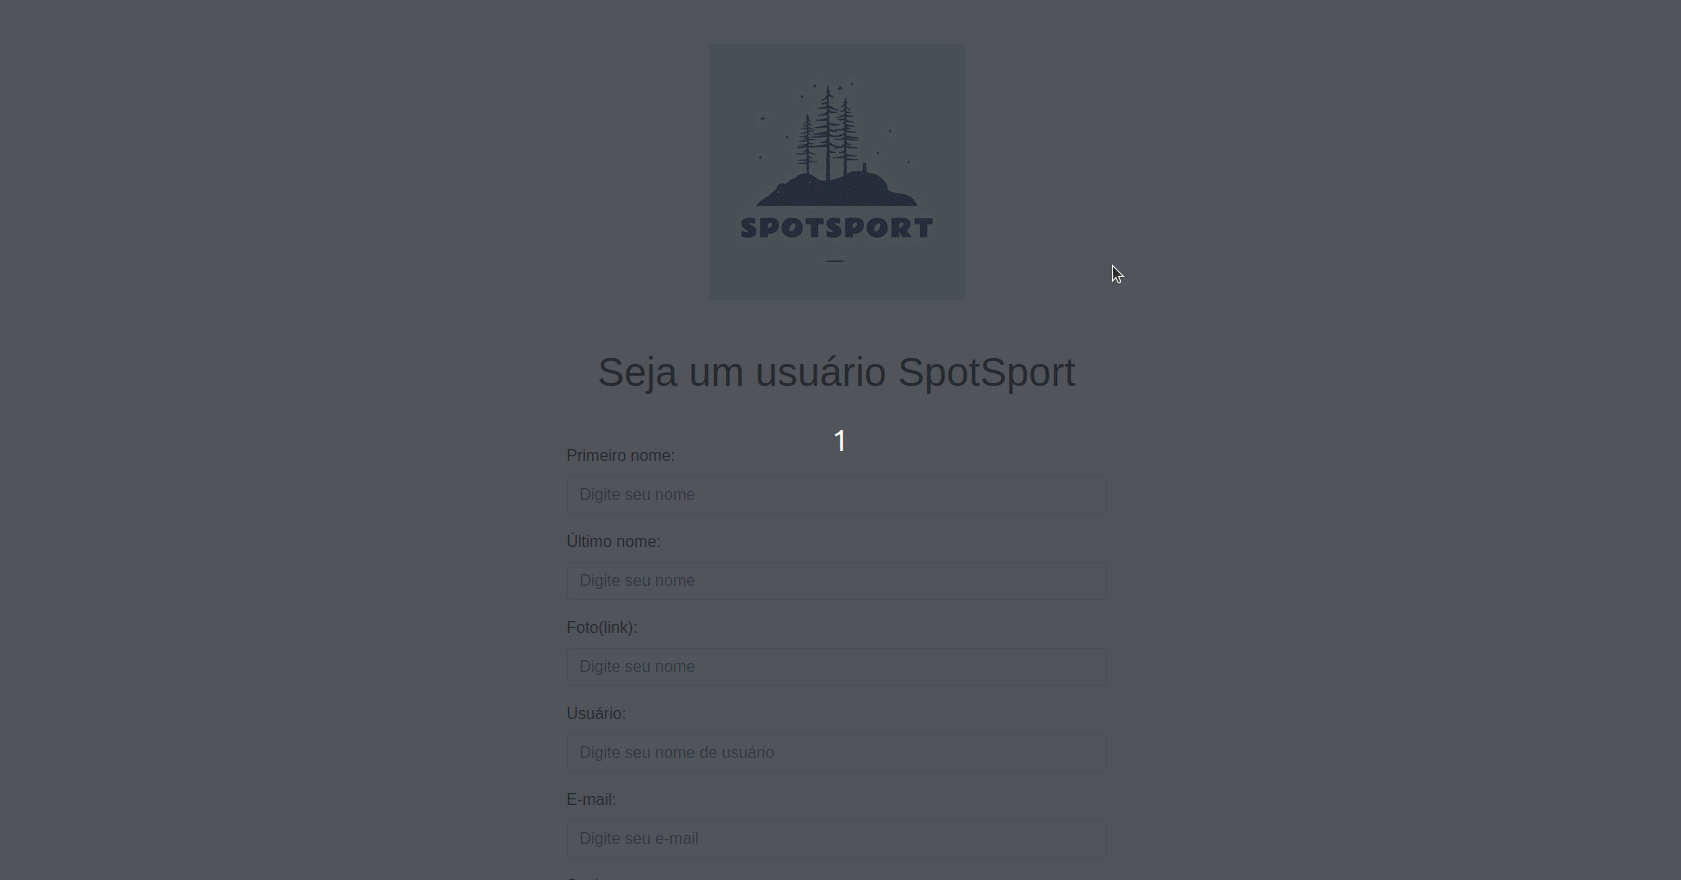 SPOTSPORT
Seja um usuário SpotSport
1
Primeiro nome:
Digite seu nome
Último nome:
Digite seu nome
Foto(link):
Digite seu nome
Usuário:
Digite seu nome de usuário
E-mail:
Digite seu e-mail